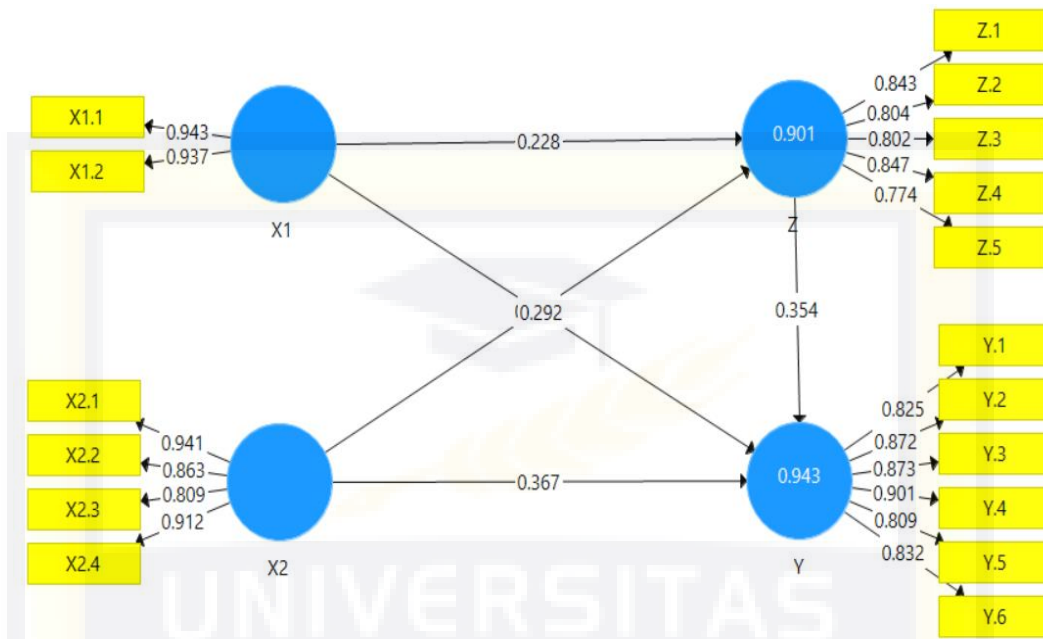 X1.1
X1.2
0.943
0.937
X1
0.228
0.901
Z
0.843
0.804
0.802
0.847
0.774
Z.1
Z.2
Z.3
Z.4
Z.5
0.292
0.354
X2.1
X2.2
X2.3
X2.4
0.941
0.863
0.809
0.912
X2
0.367
0.943
Y
0.825
0.872
0.873
0.901
0.809
0.832
Y.1
Y.2
Y.3
Y.4
Y.5
Y.6
UNIVERSITAS